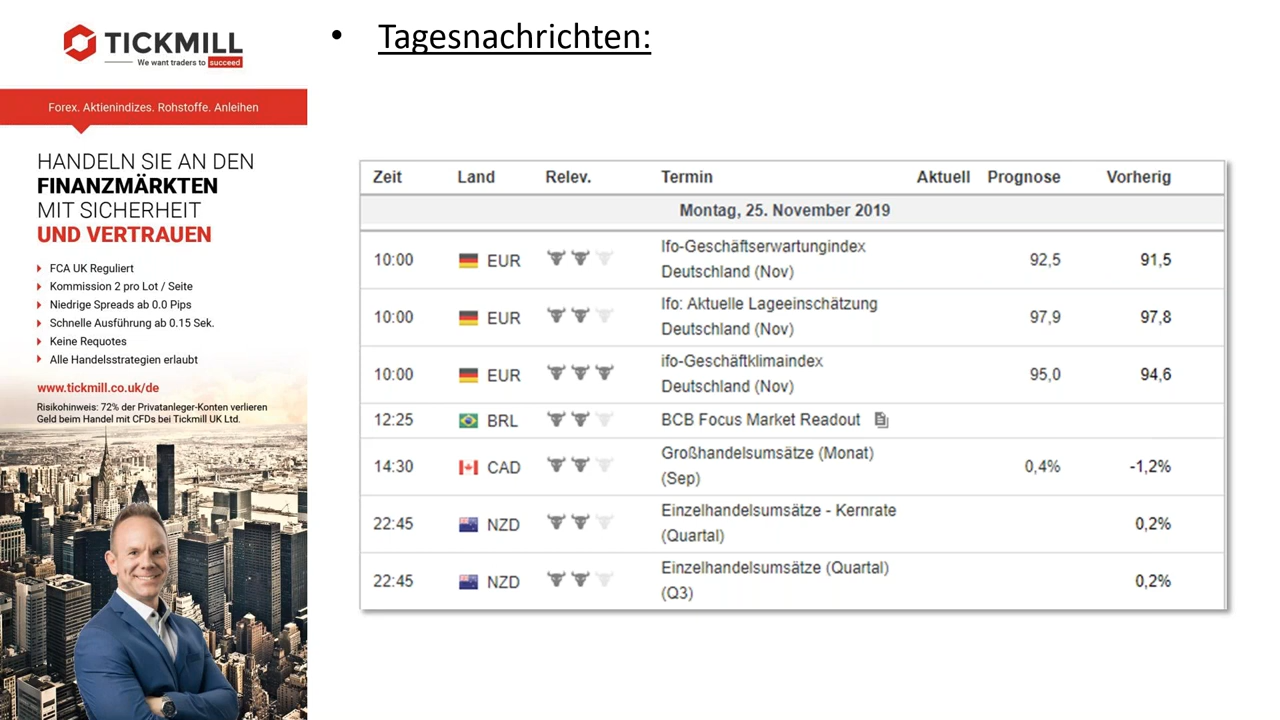 TICKMILL
We want traders to succeed
Forex. Aktienindizes. Rohstoffe. Anleihen
HANDELN SIE AN DEN
FINANZMÄRKTEN
MIT SICHERHEIT
UND VERTRAUEN
FCA UK Reguliert
Kommission 2 pro Lot / Seite
Niedrige Spreads ab 0.0 Pips
Schnelle Ausführung ab 0.15 Sek.
Keine Requotes
Alle Handelsstrategien erlaubt
www.tickmill.co.uk/de
Risikohinweis: 72% der Privatanleger-Konten verlieren
Geld beim Handel mit CFDs bei Tickmill UK Ltd.
• Tagesnachrichten:
Zeit Land Relev. Termin Aktuell Prognose Vorherig
Montag, 25. November 2019
10:00 EUR Ifo-Geschäftserwartungindex 92,5 91,5
Deutschland (Nov)
10:00 EUR Ifo: Aktuelle Lageeinschätzung 97,9 97,8
Deutschland (Nov)
10:00 EUR ifo-Geschäftklimaindex 95,0 94,6
Deutschland (Nov)
12:25 BRL BCB Focus Market Readout
14:30 CAD Großhandelsumsätze (Monat) 0,4% -1,2%
(Sep)
22:45 NZD Einzelhandelsumsätze - Kernrate 0,2%
(Quartal)
22:45 NZD Einzelhandelsumsätze (Quartal) 0,2%
(Q3)